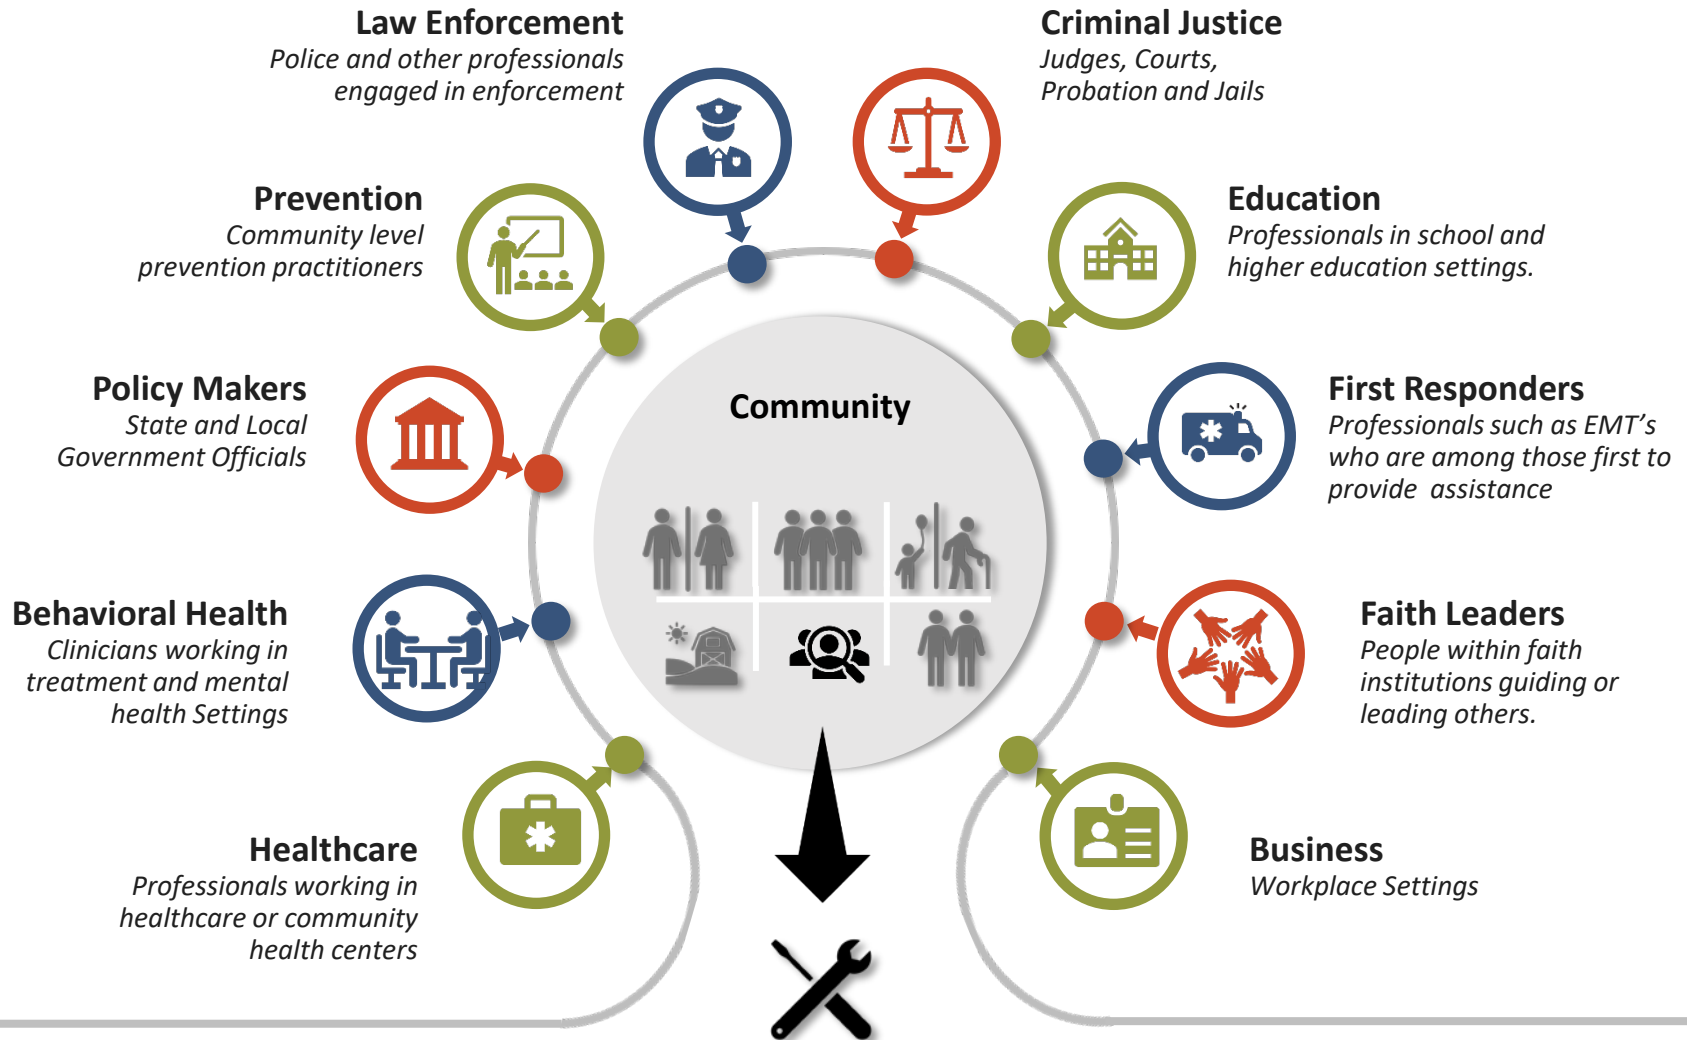 Law Enforcement
Police and other professionals
engaged in enforcement
Criminal Justice
Judges, Courts,
Probation and Jails
Prevention
Community level
prevention practitioners
Education
Professionals in school and
higher education settings.
Policy Makers
State and Local
Government Officials
Community
First Responders
Professionals such as EMT’s
who are among those first to
provide  assistance
Behavioral Health
Clinicians working in
treatment and mental
health Settings
Faith Leaders
People within faith
institutions guiding or
leading others.
Healthcare
Professionals working in
healthcare or community
health centers
Business
Workplace Settings